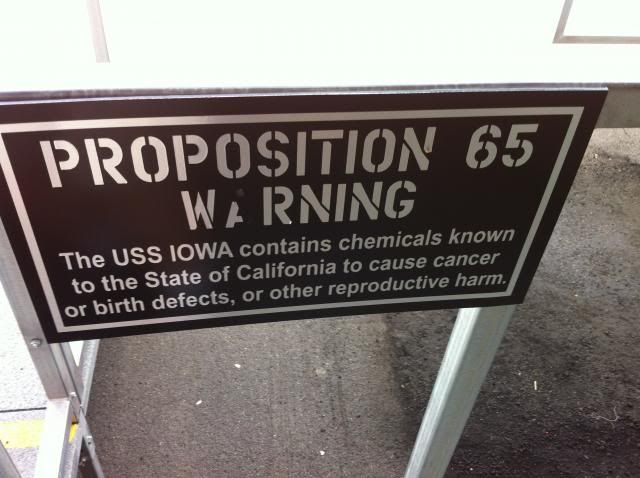 PROPOSITION 65
WARNING
The USS IOWA contains chemicals known
to the State of California to cause cancer
or birth defects, or other reproductive harm.